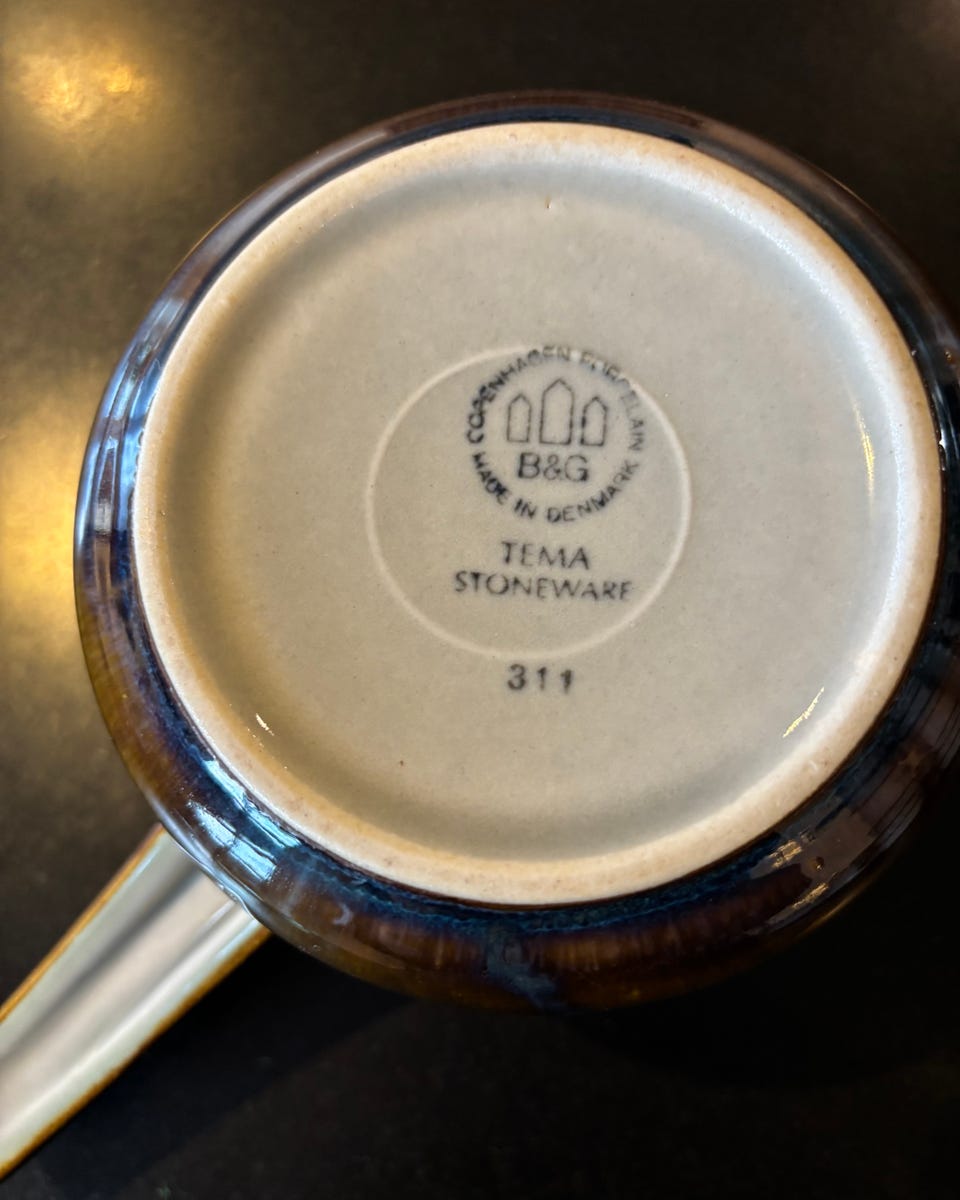 COPENHAGEN PORCELAIN
B&G
MADE IN DENMARK
TEMA
STONEWARE
311